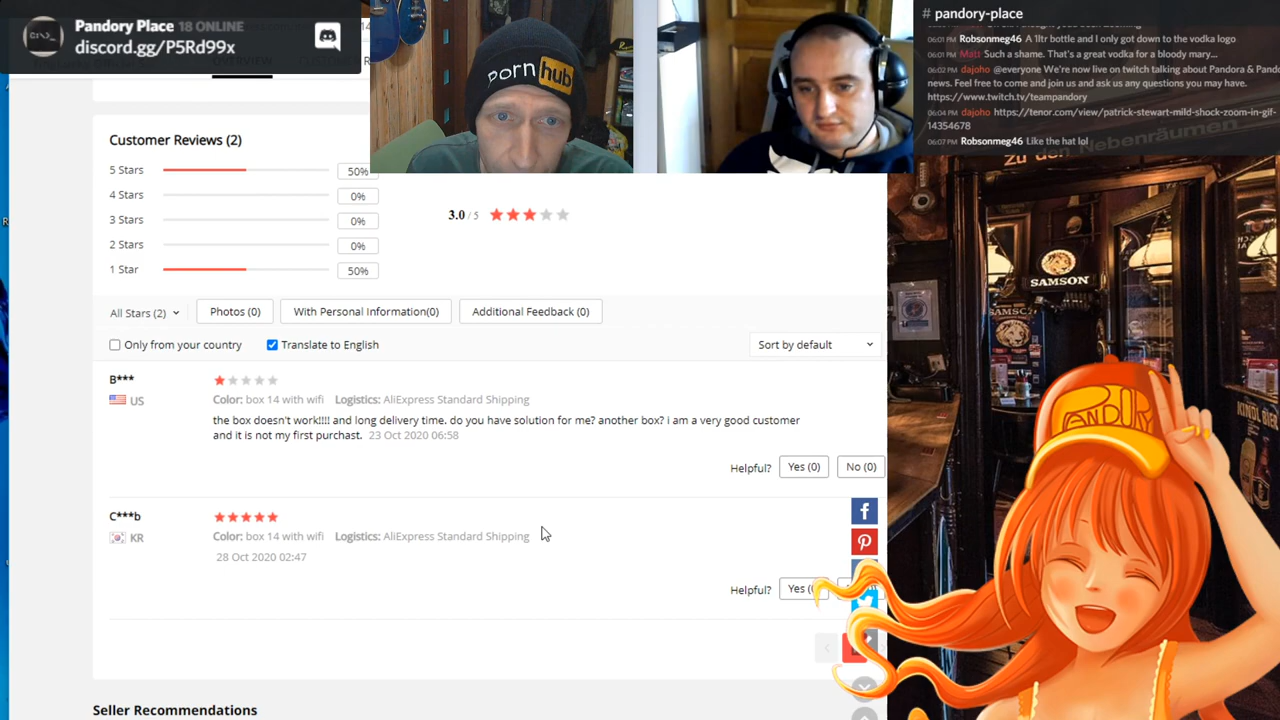 Pandory Place 18 ONLINE
discord.gg/P5Rd99x
OVERVIEW
Customer Reviews (2)
5 Stars 50%
4 Stars 0%
3 Stars 0%
2 Stars 0%
1 Star 50%
3.0 / 5
All Stars (2) Photos (0) With Personal Information(0) Additional Feedback (0)
Only from your country Translate to English Sort by default
B***
US
Color: box 14 with wifi Logistics: AliExpress Standard Shipping
the box doesn't work!!!! and long delivery time. do you have solution for me? another box? i am a very good customer
and it is not my first purchast. 23 Oct 2020 06:58
Helpful? Yes (0) No (0)
C***b
KR
Color: box 14 with wifi Logistics: AliExpress Standard Shipping
28 Oct 2020 02:47
Helpful? Yes (
Seller Recommendations
porn hub
# pandory-place
06:01 PM Robsonmeg46 A 1ltr bottle and I only got down to the vodka logo
06:01 PM Matt Such a shame. That's a great vodka for a bloody mary...
06:02 PM dajoho @everyone We're now live on twitch talking about Pandora & Pando
news. Feel free to come and join us and ask us any questions you may have.
https://www.twitch.tv/teampandory
06:04 PM dajoho https://tenor.com/view/patrick-stewart-mild-shock-zoom-in-gif-
14354678
06:07 PM Robsonmeg46 Like the hat lol
Zu den Nebenräumen
SAMSON
PANDORY